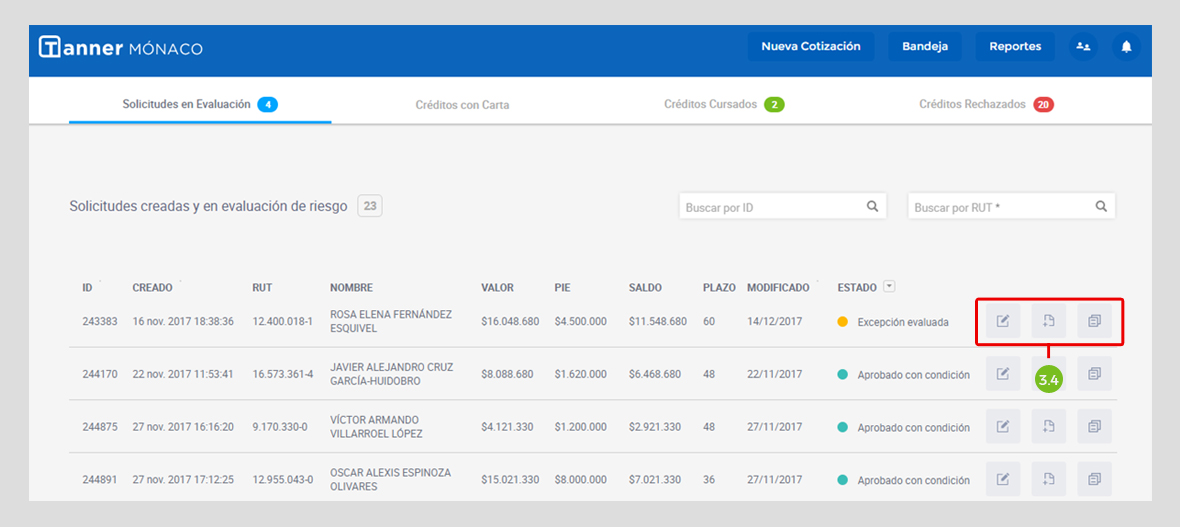 Tanner MÓNACO Nueva Cotización Bandeja Reportes
Solicitudes en Evaluación 4 Créditos con Carta Créditos Cursados 2 Créditos Rechazados 20
Solicitudes creadas y en evaluación de riesgo 23 Buscar por ID Buscar por RUT *
ID CREADO RUT NOMBRE VALOR PIE SALDO PLAZO MODIFICADO ESTADO
243383 16 nov. 2017 18:38:36 12.400.018-1 ROSA ELENA FERNÁNDEZ ESQUIVEL $16.048.680 $4.500.000 $11.548.680 60 14/12/2017 Excepción evaluada
244170 22 nov. 2017 11:53:41 16.573.361-4 JAVIER ALEJANDRO CRUZ GARCÍA-HUIDOBRO $8.088.680 $1.620.000 $6.468.680 48 22/11/2017 Aprobado con condición 3.4
244875 27 nov. 2017 16:16:20 9.170.330-0 VÍCTOR ARMANDO VILLARROEL LÓPEZ $4.121.330 $1.200.000 $2.921.330 48 27/11/2017 Aprobado con condición
244891 27 nov. 2017 17:12:25 12.955.043-0 OSCAR ALEXIS ESPINOZA OLIVARES $15.021.330 $8.000.000 $7.021.330 36 27/11/2017 Aprobado con condición